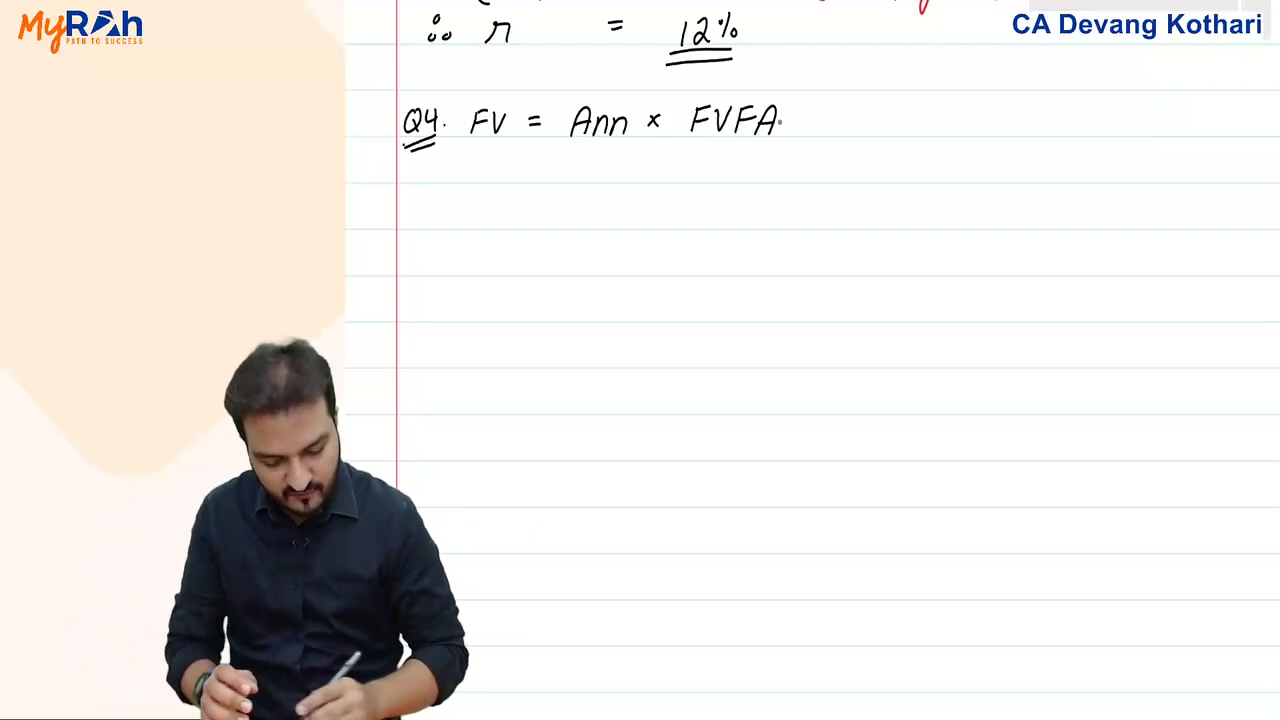 MyRAh
PATH TO SUCCESS
CA Devang Kothari
∴ r = 12%
Q4. FV = Ann × FVFA